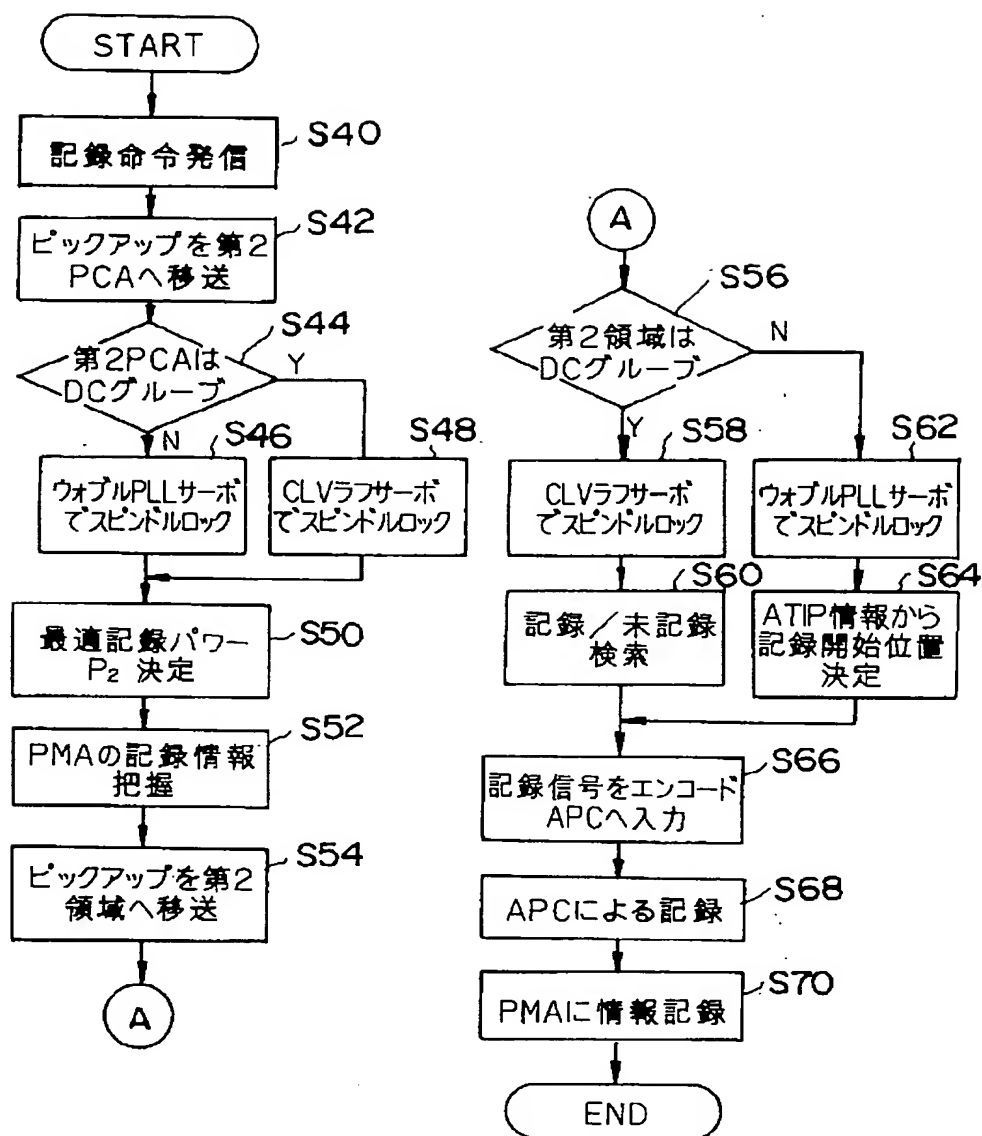 START
S40
記録命令発信
S42
ピックアップを第2
PCAへ移送
S44
第2PCAは
DCグループ
Y
N
S46
ウォブルPLLサーボ
でスピンドルロック
S48
CLVラフサーボ
でスピンドルロック
S50
最適記録パワー
P₂ 決定
S52
PMAの記録情報
把握
S54
ピックアップを第2
領域へ移送
A
A
S56
第2領域は
DCグループ
N
Y
S58
CLVラフサーボ
でスピンドルロック
S62
ウォブルPLLサーボ
でスピンドルロック
S60
記録/未記録
検索
S64
ATIP情報から
記録開始位置
決定
S66
記録信号をエンコード
APCへ入力
S68
APCによる記録
S70
PMAに情報記録
END